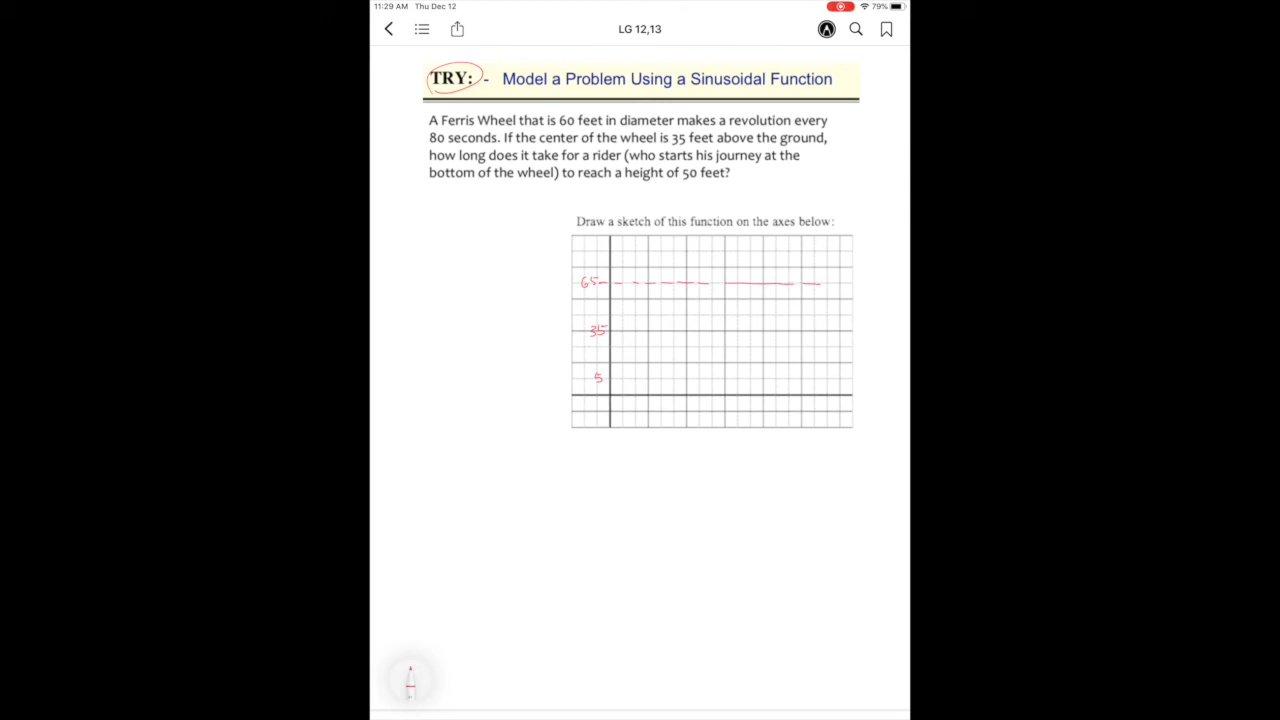 11:29 AM Thu Dec 12 79%
LG 12,13
TRY: - Model a Problem Using a Sinusoidal Function
A Ferris Wheel that is 60 feet in diameter makes a revolution every
80 seconds. If the center of the wheel is 35 feet above the ground,
how long does it take for a rider (who starts his journey at the
bottom of the wheel) to reach a height of 50 feet?
Draw a sketch of this function on the axes below:
65
35
5